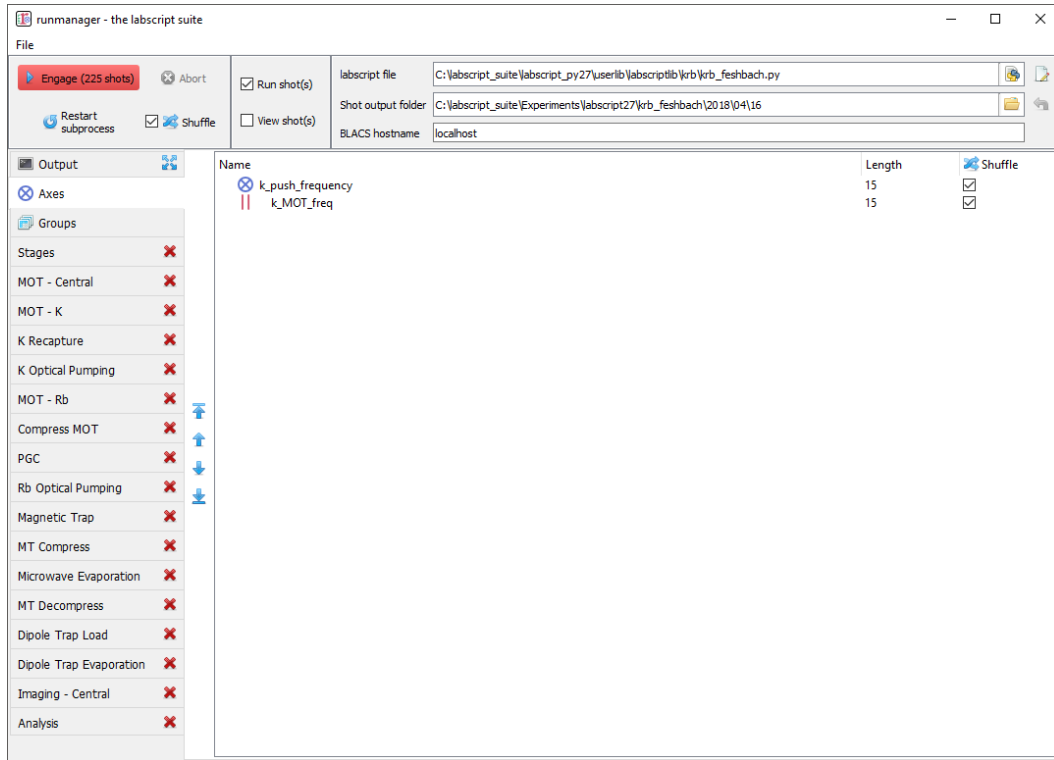 runmanager - the labscript suite
File
Engage (225 shots)
Abort
Restart
subprocess
Shuffle
Run shot(s)
View shot(s)
labscript file
C:\labscript_suite\labscript_py27\userlib\labscriptlib\krb\krb_feshbach.py
Shot output folder
C:\labscript_suite\Experiments\labscript27\krb_feshbach\2018\04\16
BLACS hostname
localhost
Output
Axes
Groups
Stages
MOT - Central
MOT - K
K Recapture
K Optical Pumping
MOT - Rb
Compress MOT
PGC
Rb Optical Pumping
Magnetic Trap
MT Compress
Microwave Evaporation
MT Decompress
Dipole Trap Load
Dipole Trap Evaporation
Imaging - Central
Analysis
Name Length Shuffle
k_push_frequency 15
k_MOT_freq 15